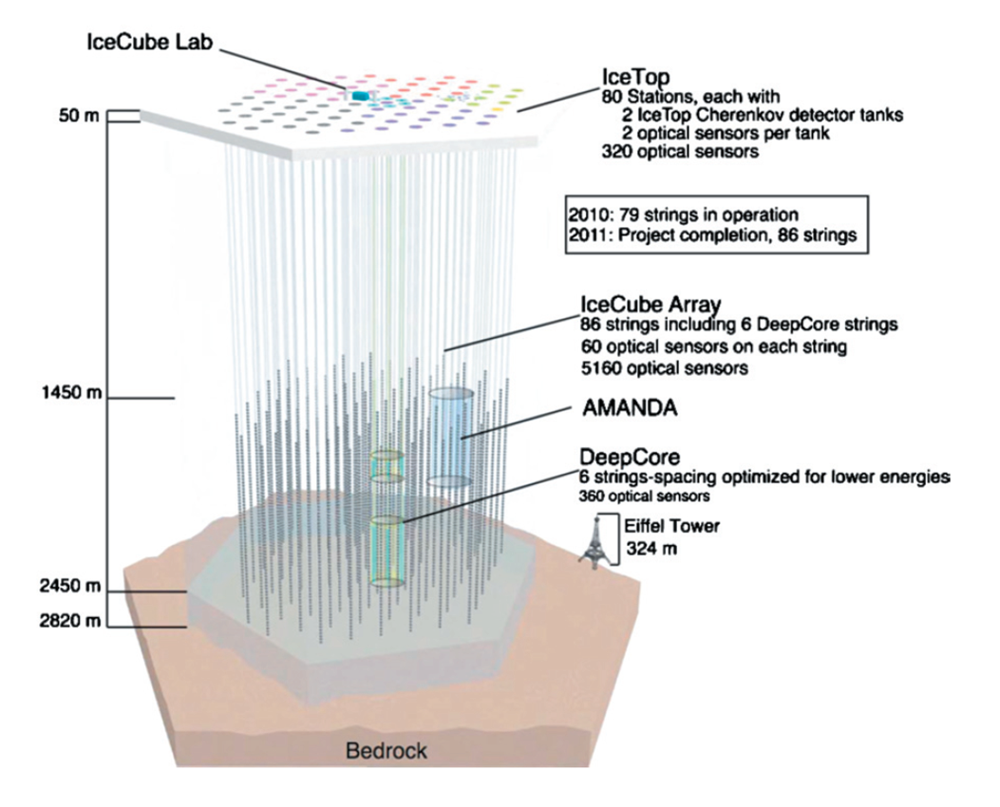 IceCube Lab
50 m
IceTop
80 Stations, each with
2 IceTop Cherenkov detector tanks
2 optical sensors per tank
320 optical sensors
2010: 79 strings in operation
2011: Project completion, 86 strings
IceCube Array
86 strings including 6 DeepCore strings
60 optical sensors on each string
5160 optical sensors
1450 m
AMANDA
DeepCore
6 strings-spacing optimized for lower energies
360 optical sensors
Eiffel Tower
324 m
2450 m
2820 m
Bedrock